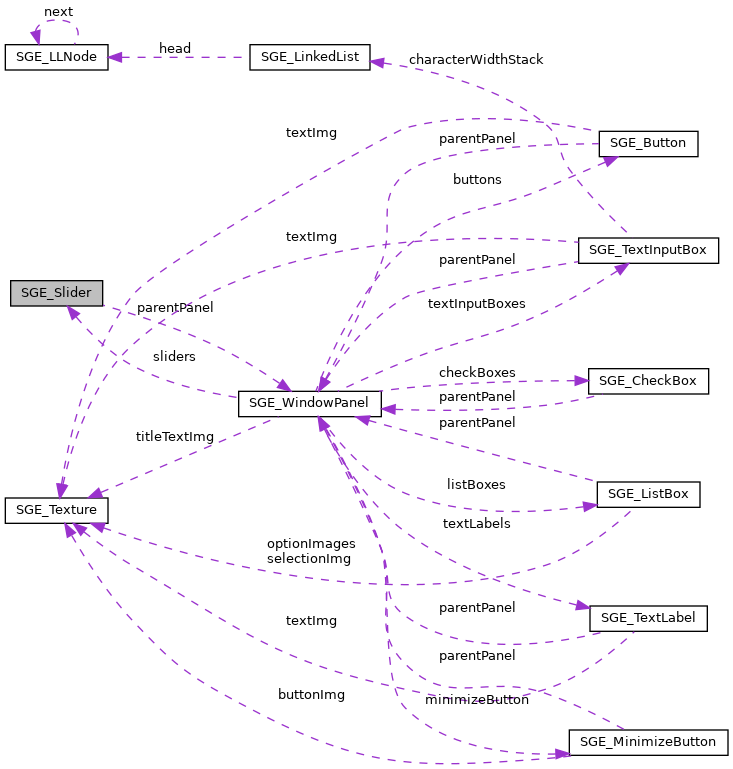 next
SGE_LLNode
head
SGE_LinkedList
characterWidthStack
textImg
parentPanel
SGE_Button
buttons
textImg
SGE_TextInputBox
parentPanel
SGE_Slider
parentPanel
textInputBoxes
sliders
checkBoxes
SGE_CheckBox
parentPanel
SGE_WindowPanel
parentPanel
titleTextImg
listBoxes
SGE_ListBox
SGE_Texture
textLabels
optionImages
selectionImg
parentPanel
SGE_TextLabel
textImg
parentPanel
buttonImg
minimizeButton
SGE_MinimizeButton